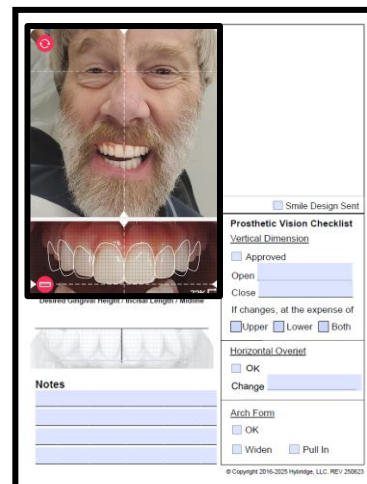 Smile Design Sent
Prosthetic Vision Checklist
Vertical Dimension
Approved
Open
Close
If changes, at the expense of
Upper Lower Both
Desired Gingival Height / Incisal Length / Midline
Horizontal Overjet
OK
Change
Notes
Arch Form
OK
Widen Pull In
© Copyright 2016-2025 Hybridge, LLC. REV 250623